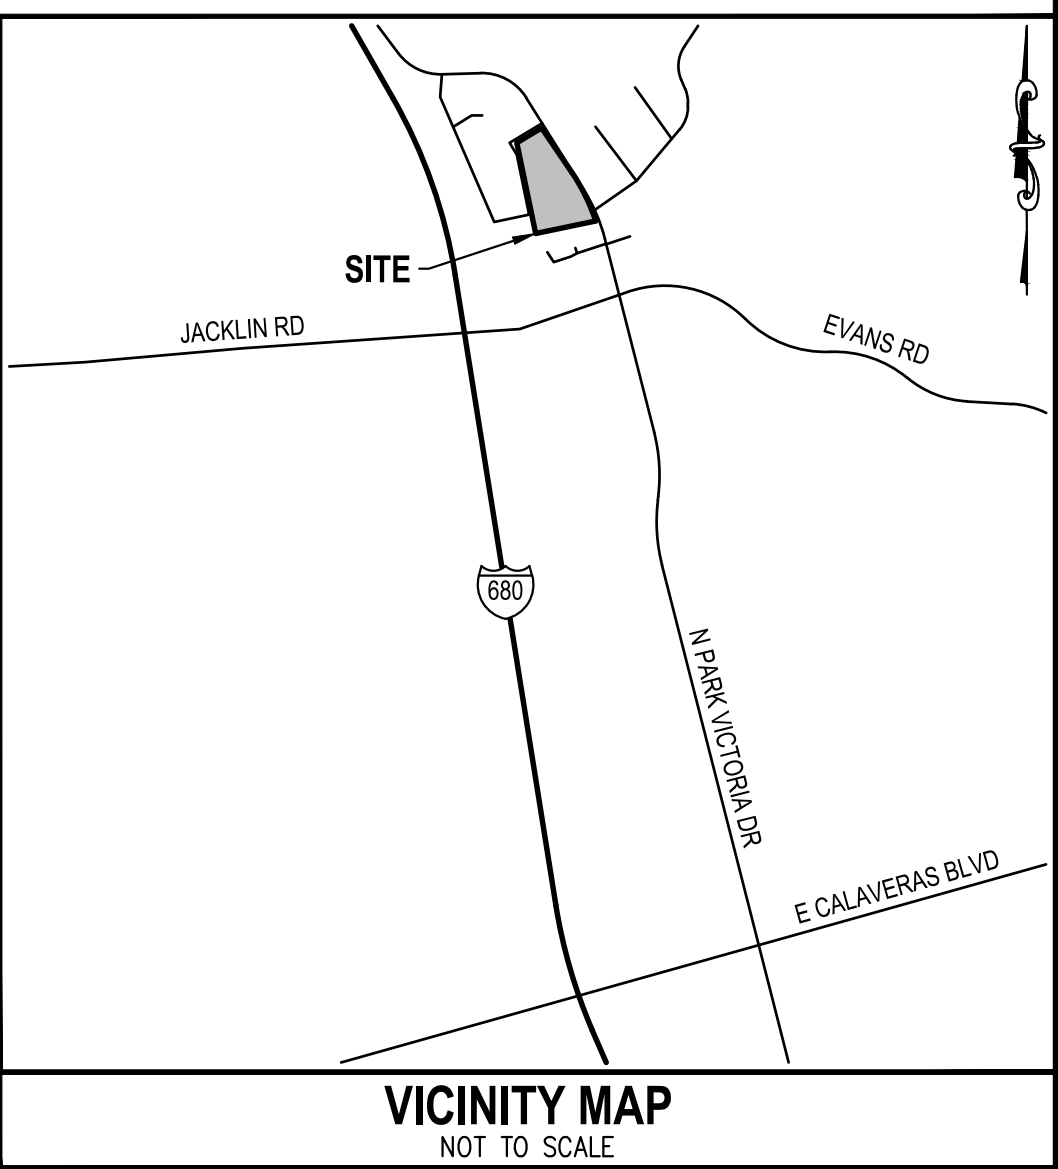 SITE
JACKLIN RD
EVANS RD
680
N PARK VICTORIA DR
E CALAVERAS BLVD
VICINITY MAP
NOT TO SCALE